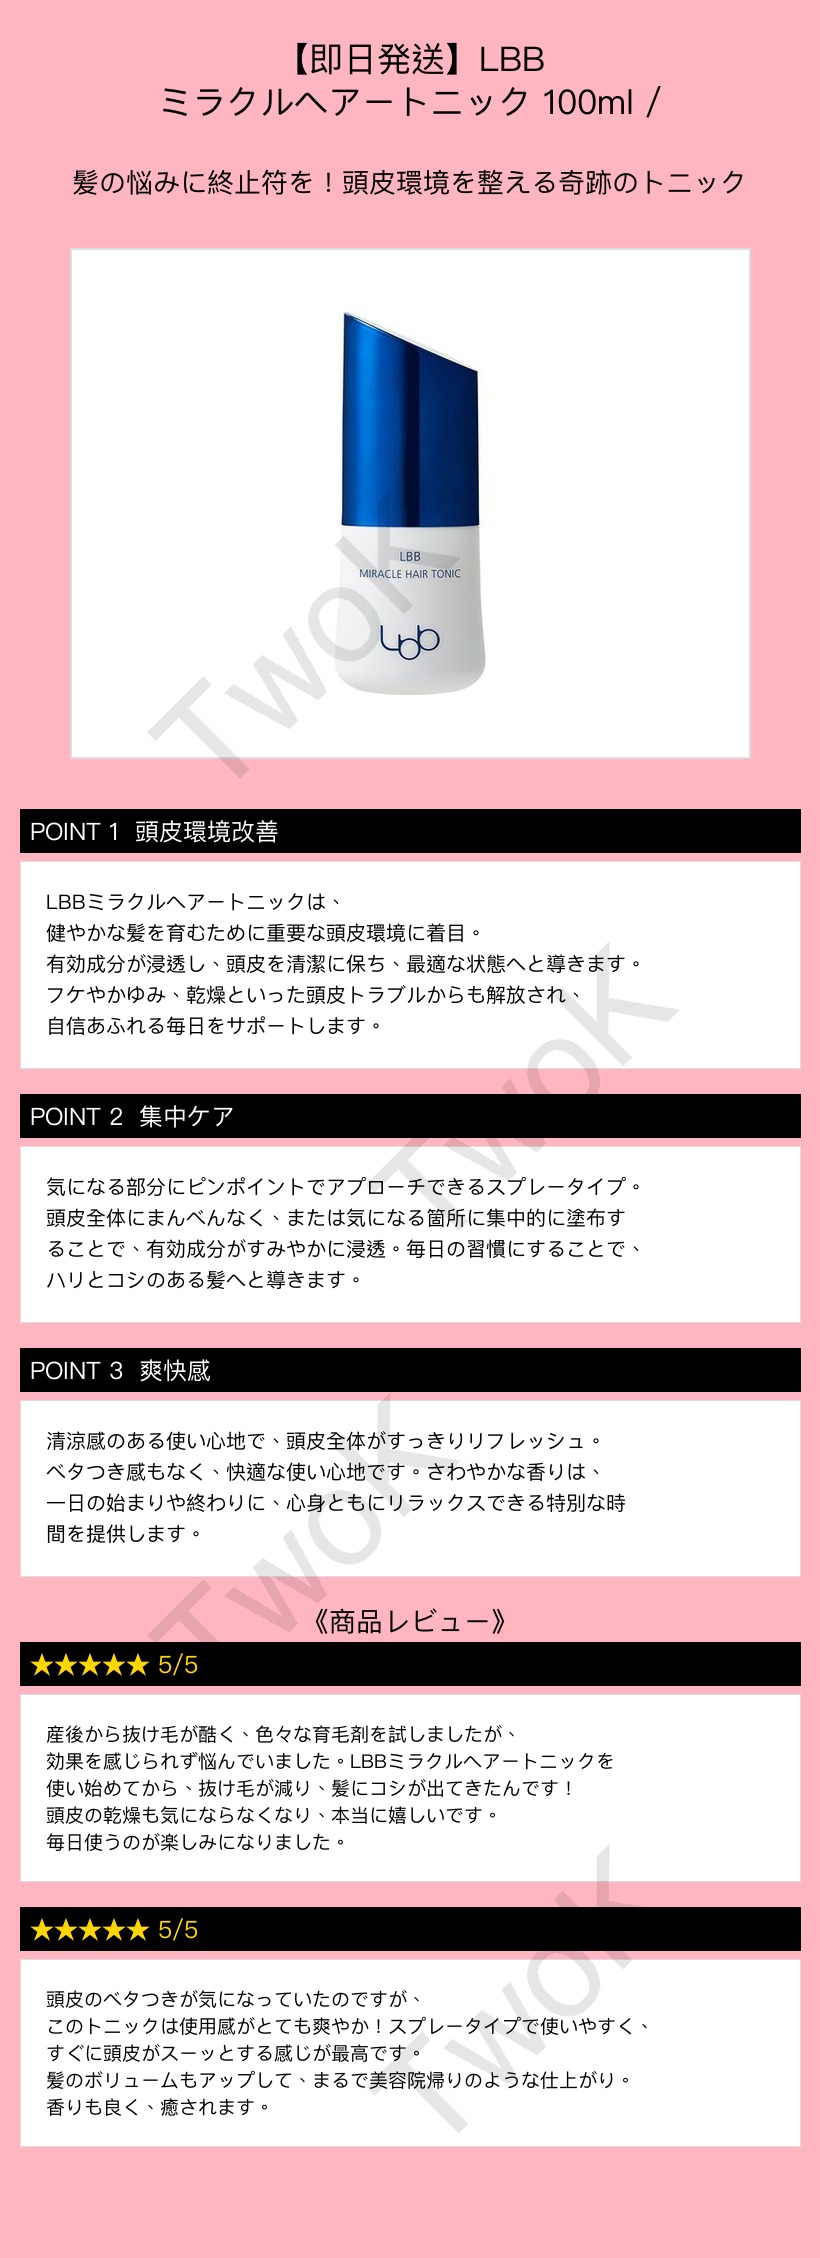 【即日発送】LBB
ミラクルヘアートニック 100ml /
髪の悩みに終止符を！頭皮環境を整える奇跡のトニック
LBB
MIRACLE HAIR TONIC
Lbb
TwoK
POINT 1 頭皮環境改善
LBBミラクルヘアートニックは、
健やかな髪を育むために重要な頭皮環境に着目。
有効成分が浸透し、頭皮を清潔に保ち、最適な状態へと導きます。
フケやかゆみ、乾燥といった頭皮トラブルからも解放され、
自信あふれる毎日をサポートします。
TwoK
POINT 2 集中ケア
気になる部分にピンポイントでアプローチできるスプレータイプ。
頭皮全体にまんべんなく、または気になる箇所に集中的に塗布す
ることで、有効成分がすみやかに浸透。毎日の習慣にすることで、
ハリとコシのある髪へと導きます。
POINT 3 爽快感
清涼感のある使い心地で、頭皮全体がすっきりリフレッシュ。
ベタつき感もなく、快適な使い心地です。さわやかな香りは、
一日の始まりや終わりに、心身ともにリラックスできる特別な時
間を提供します。
TwoK
《商品レビュー》
★★★★★ 5/5
産後から抜け毛が酷く、色々な育毛剤を試しましたが、
効果を感じられず悩んでいました。LBBミラクルヘアートニックを
使い始めてから、抜け毛が減り、髪にコシが出てきたんです！
頭皮の乾燥も気にならなくなり、本当に嬉しいです。
毎日使うのが楽しみになりました。
★★★★★ 5/5
頭皮のベタつきが気になっていたのですが、
このトニックは使用感がとても爽やか！スプレータイプで使いやすく、
すぐに頭皮がスーッとする感じが最高です。
髪のボリュームもアップして、まるで美容院帰りのような仕上がり。
香りも良く、癒されます。
TwoK